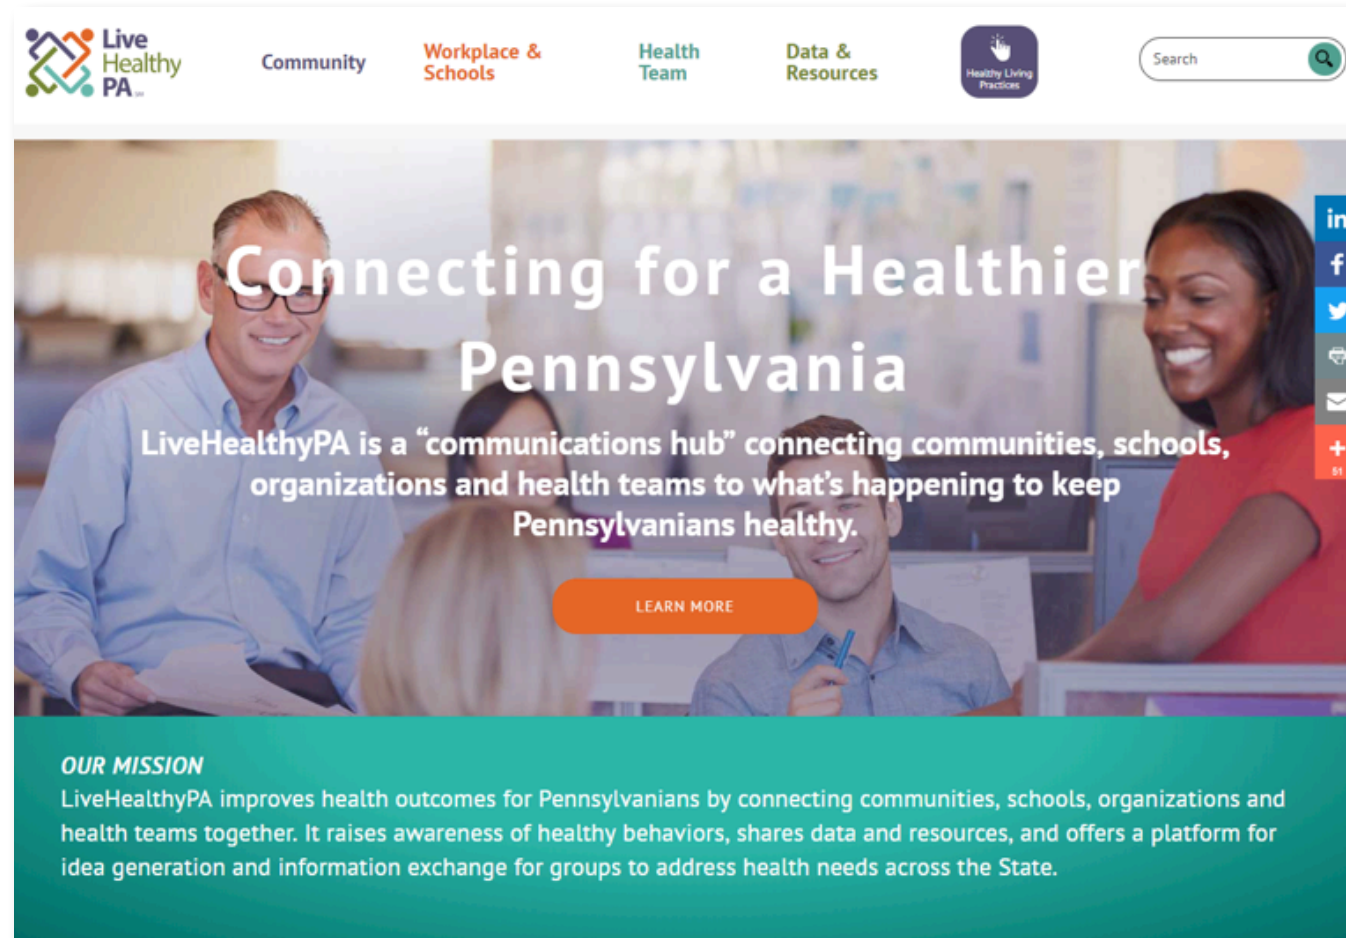 Live
Healthy
PA
Community
Workplace &
Schools
Health
Team
Data &
Resources
Healthy Living
Practices
Search
Connecting for a Healthier
Pennsylvania
LiveHealthyPA is a “communications hub” connecting communities, schools,
organizations and health teams to what’s happening to keep
Pennsylvanians healthy.
LEARN MORE
in
f
51
OUR MISSION
LiveHealthyPA improves health outcomes for Pennsylvanians by connecting communities, schools, organizations and
health teams together. It raises awareness of healthy behaviors, shares data and resources, and offers a platform for
idea generation and information exchange for groups to address health needs across the State.